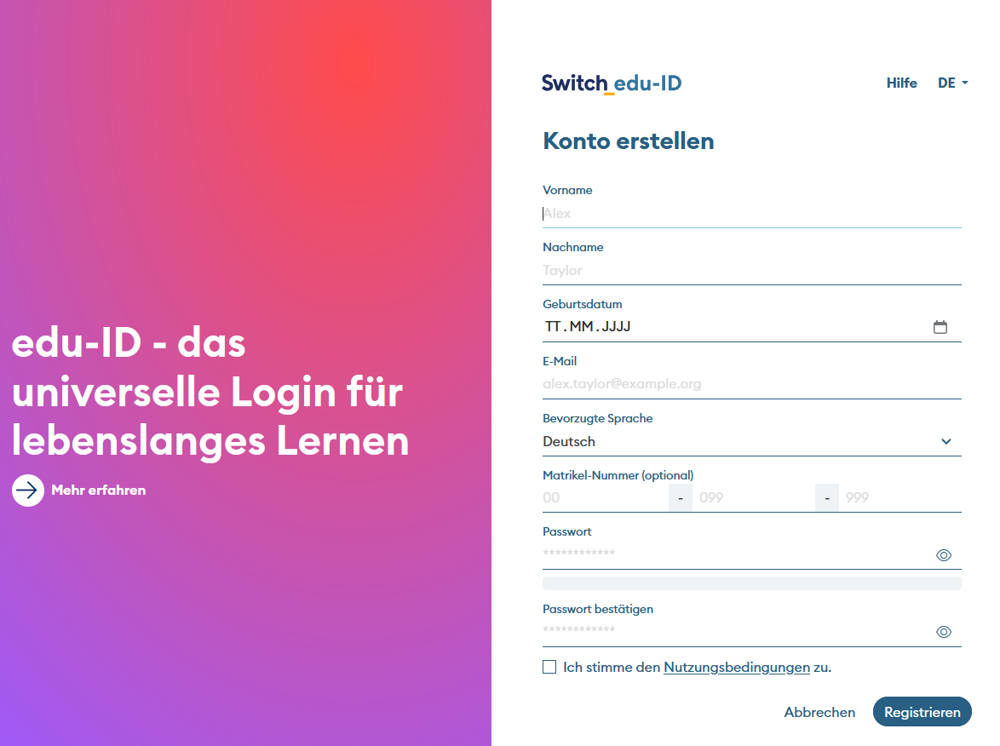 edu-ID - das
universelle Login für
lebenslanges Lernen
Mehr erfahren
Switch_edu-ID
Hilfe
DE
Konto erstellen
Vorname
Alex
Nachname
Taylor
Geburtsdatum
TT.MM.JJJJ
E-Mail
alex.taylor@example.org
Bevorzugte Sprache
Deutsch
Matrikel-Nummer (optional)
00 - 099 - 999
Passwort
************
Passwort bestätigen
************
Ich stimme den Nutzungsbedingungen zu.
Abbrechen
Registrieren